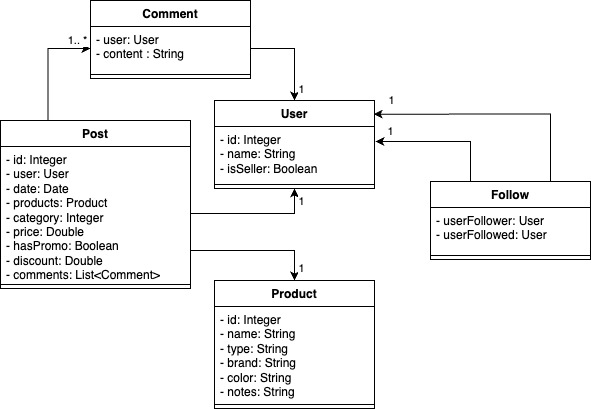 Comment
- user: User
- content : String
1.. *
1
User
- id: Integer
- name: String
- isSeller: Boolean
1
1
1
Post
- id: Integer
- user: User
- date: Date
- products: Product
- category: Integer
- price: Double
- hasPromo: Boolean
- discount: Double
- comments: List<Comment>
Follow
- userFollower: User
- userFollowed: User
1
Product
- id: Integer
- name: String
- type: String
- brand: String
- color: String
- notes: String